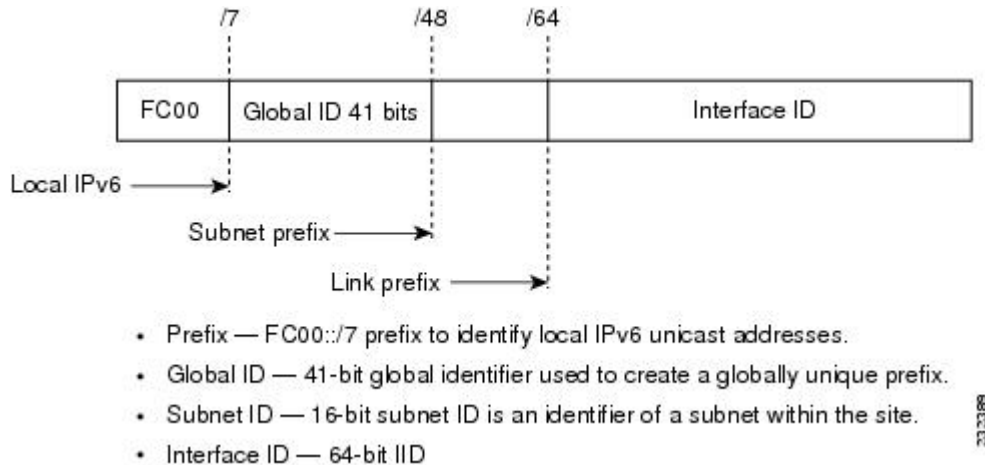 /7 /48 /64
FC00 Global ID 41 bits Interface ID
Local IPv6
Subnet prefix
Link prefix
• Prefix — FC00::/7 prefix to identify local IPv6 unicast addresses.
• Global ID — 41-bit global identifier used to create a globally unique prefix.
• Subnet ID — 16-bit subnet ID is an identifier of a subnet within the site.
• Interface ID — 64-bit IID
232389